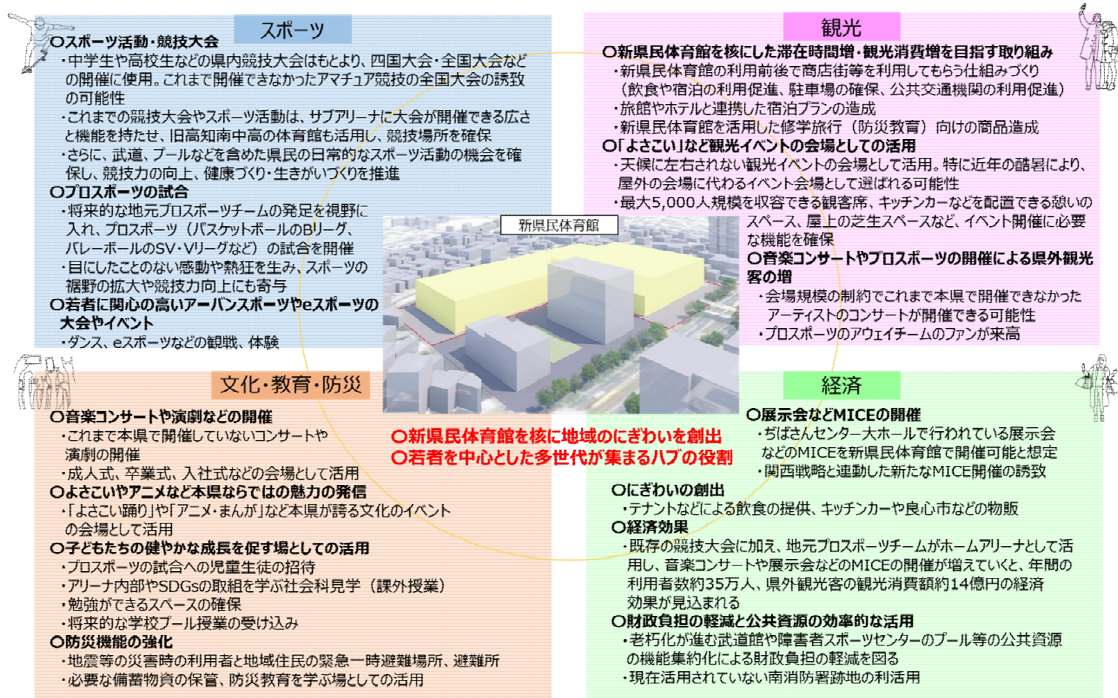 スポーツ
〇スポーツ活動・競技大会
・中学生や高校生などの県内競技大会はもとより、四国大会・全国大会など
の開催に使用。これまで開催できなかったアマチュア競技の全国大会の誘致
の可能性
・これまでの競技大会やスポーツ活動は、サブアリーナに大会が開催できる広さ
と機能を持たせ、旧高知南中高の体育館も活用し、競技場所を確保
・さらに、武道、プールなどを含めた県民の日常的なスポーツ活動の機会を確
保し、競技力の向上、健康づくり・生きがいづくりを推進
〇プロスポーツの試合
・将来的な地元プロスポーツチームの発足を視野に
入れ、プロスポーツ（バスケットボールのBリーグ、
バレーボールのSV・Vリーグなど）の試合を開催
・目にしたことのない感動や熱狂を生み、スポーツの
裾野の拡大や競技力向上にも寄与
〇若者に関心の高いアーバンスポーツやeスポーツの
大会やイベント
・ダンス、eスポーツなどの観戦、体験
観光
〇新県民体育館を核にした滞在時間増・観光消費増を目指す取り組み
・新県民体育館の利用前後で商店街等を利用してもらう仕組みづくり
（飲食や宿泊の利用促進、駐車場の確保、公共交通機関の利用促進）
・旅館やホテルと連携した宿泊プランの造成
・新県民体育館を活用した修学旅行（防災教育）向けの商品造成
〇「よさこい」など観光イベントの会場としての活用
・天候に左右されない観光イベントの会場として活用。特に近年の酷暑により、
屋外の会場に代わるイベント会場として選ばれる可能性
・最大5,000人規模を収容できる観客席、キッチンカーなどを配置できる憩いの
スペース、屋上の芝生スペースなど、イベント開催に必要
な機能を確保
〇音楽コンサートやプロスポーツの開催による県外観光
客の増
・会場規模の制約でこれまで本県で開催できなかった
アーティストのコンサートが開催できる可能性
・プロスポーツのアウェイチームのファンが来高
新県民体育館
〇新県民体育館を核に地域のにぎわいを創出
〇若者を中心とした多世代が集まるハブの役割
文化・教育・防災
〇音楽コンサートや演劇などの開催
・これまで本県で開催していないコンサートや
演劇の開催
・成人式、卒業式、入社式などの会場として活用
〇よさこいやアニメなど本県ならではの魅力の発信
・「よさこい踊り」や「アニメ・まんが」など本県が誇る文化のイベント
の会場として活用
〇子どもたちの健やかな成長を促す場としての活用
・プロスポーツの試合への児童生徒の招待
・アリーナ内部やSDGsの取組を学ぶ社会科見学（課外授業）
・勉強ができるスペースの確保
・将来的な学校プール授業の受け込み
〇防災機能の強化
・地震等の災害時の利用者と地域住民の緊急一時避難場所、避難所
・必要な備蓄物資の保管、防災教育を学ぶ場としての活用
経済
〇展示会などMICEの開催
・ぢばさんセンター大ホールで行われている展示会
などのMICEを新県民体育館で開催可能と想定
・関西戦略と連動した新たなMICE開催の誘致
〇にぎわいの創出
・テナントなどによる飲食の提供、キッチンカーや良心市などの物販
〇経済効果
・既存の競技大会に加え、地元プロスポーツチームがホームアリーナとして活
用し、音楽コンサートや展示会などのMICEの開催が増えていくと、年間の
利用者数約35万人、県外観光客の観光消費額約14億円の経済
効果が見込まれる
〇財政負担の軽減と公共資源の効率的な活用
・老朽化が進む武道館や障害者スポーツセンターのプール等の公共資源
の機能集約化による財政負担の軽減を図る
・現在活用されていない南消防署跡地の利活用